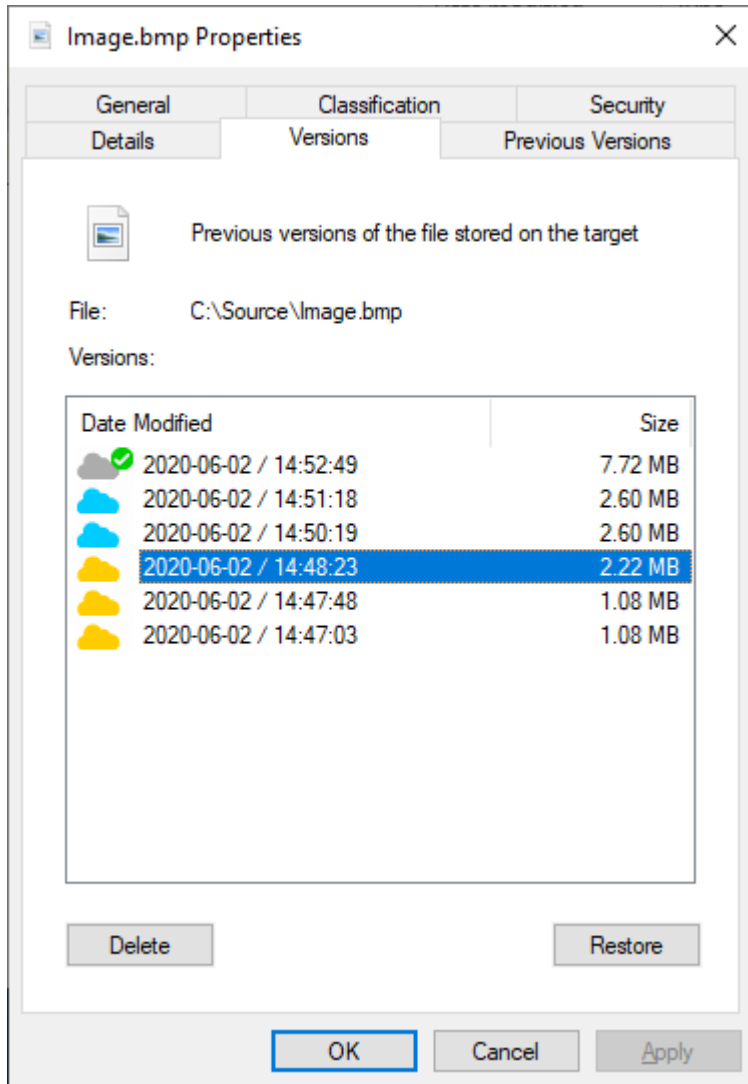 Image.bmp Properties
General Classification Security
Details Versions Previous Versions
Previous versions of the file stored on the target
File: C:\Source\Image.bmp
Versions:
Date Modified Size
2020-06-02 / 14:52:49 7.72 MB
2020-06-02 / 14:51:18 2.60 MB
2020-06-02 / 14:50:19 2.60 MB
2020-06-02 / 14:48:23 2.22 MB
2020-06-02 / 14:47:48 1.08 MB
2020-06-02 / 14:47:03 1.08 MB
Delete Restore
OK Cancel Apply